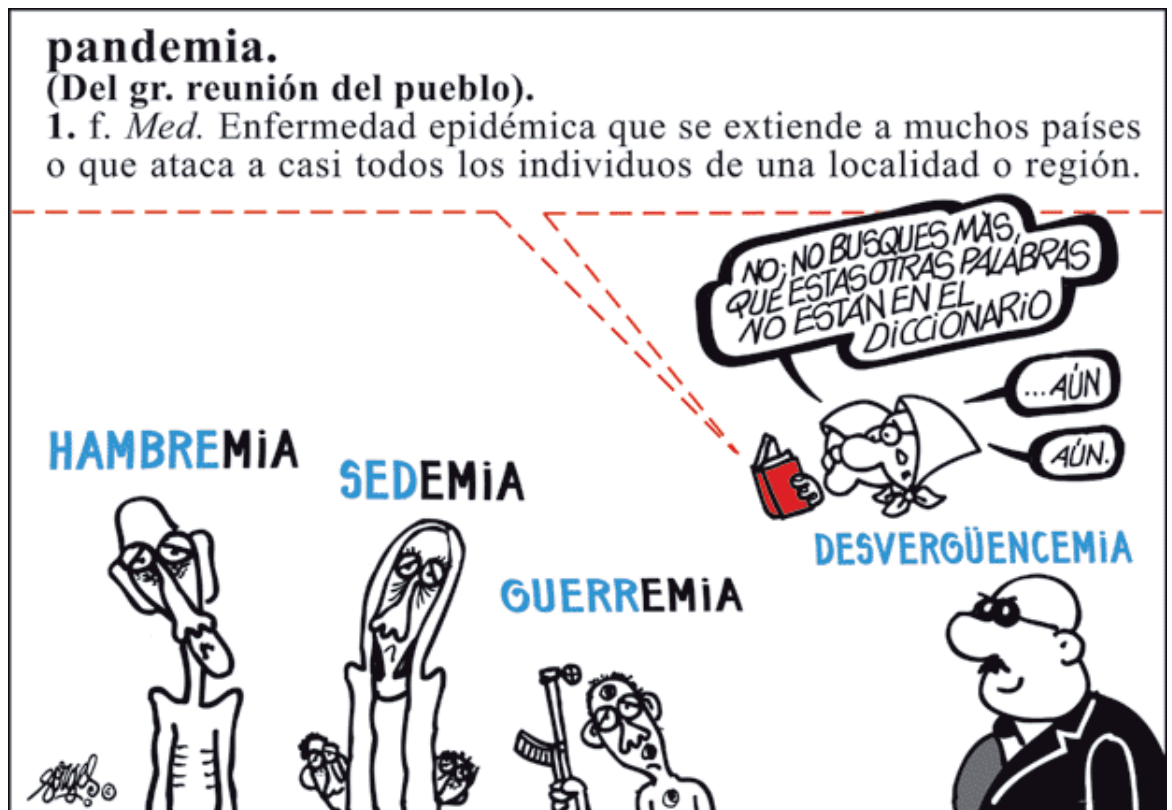 pandemia.
(Del gr. reunión del pueblo).
1. f. Med. Enfermedad epidémica que se extiende a muchos países
o que ataca a casi todos los individuos de una localidad o región.
NO; NO BUSQUES MÁS,
QUE ESTAS OTRAS PALÁBRAS
NO ESTÁN EN EL
DiCCiONARiO
...AÚN
AÚN.
HAMBREMiA
SEDEMiA
GUERREMiA
DESVERGÜENCEMiA
forges